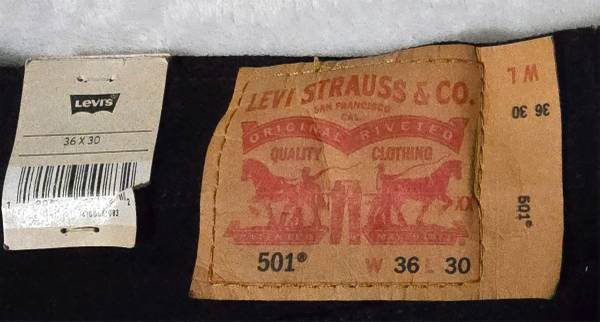 Levi's
36 X 30
LEVI STRAUSS & CO.
SAN FRANCISCO
CAL.
ORIGINAL RIVETED
QUALITY CLOTHING
501®
W 36 L 30
W L
36 30
501®